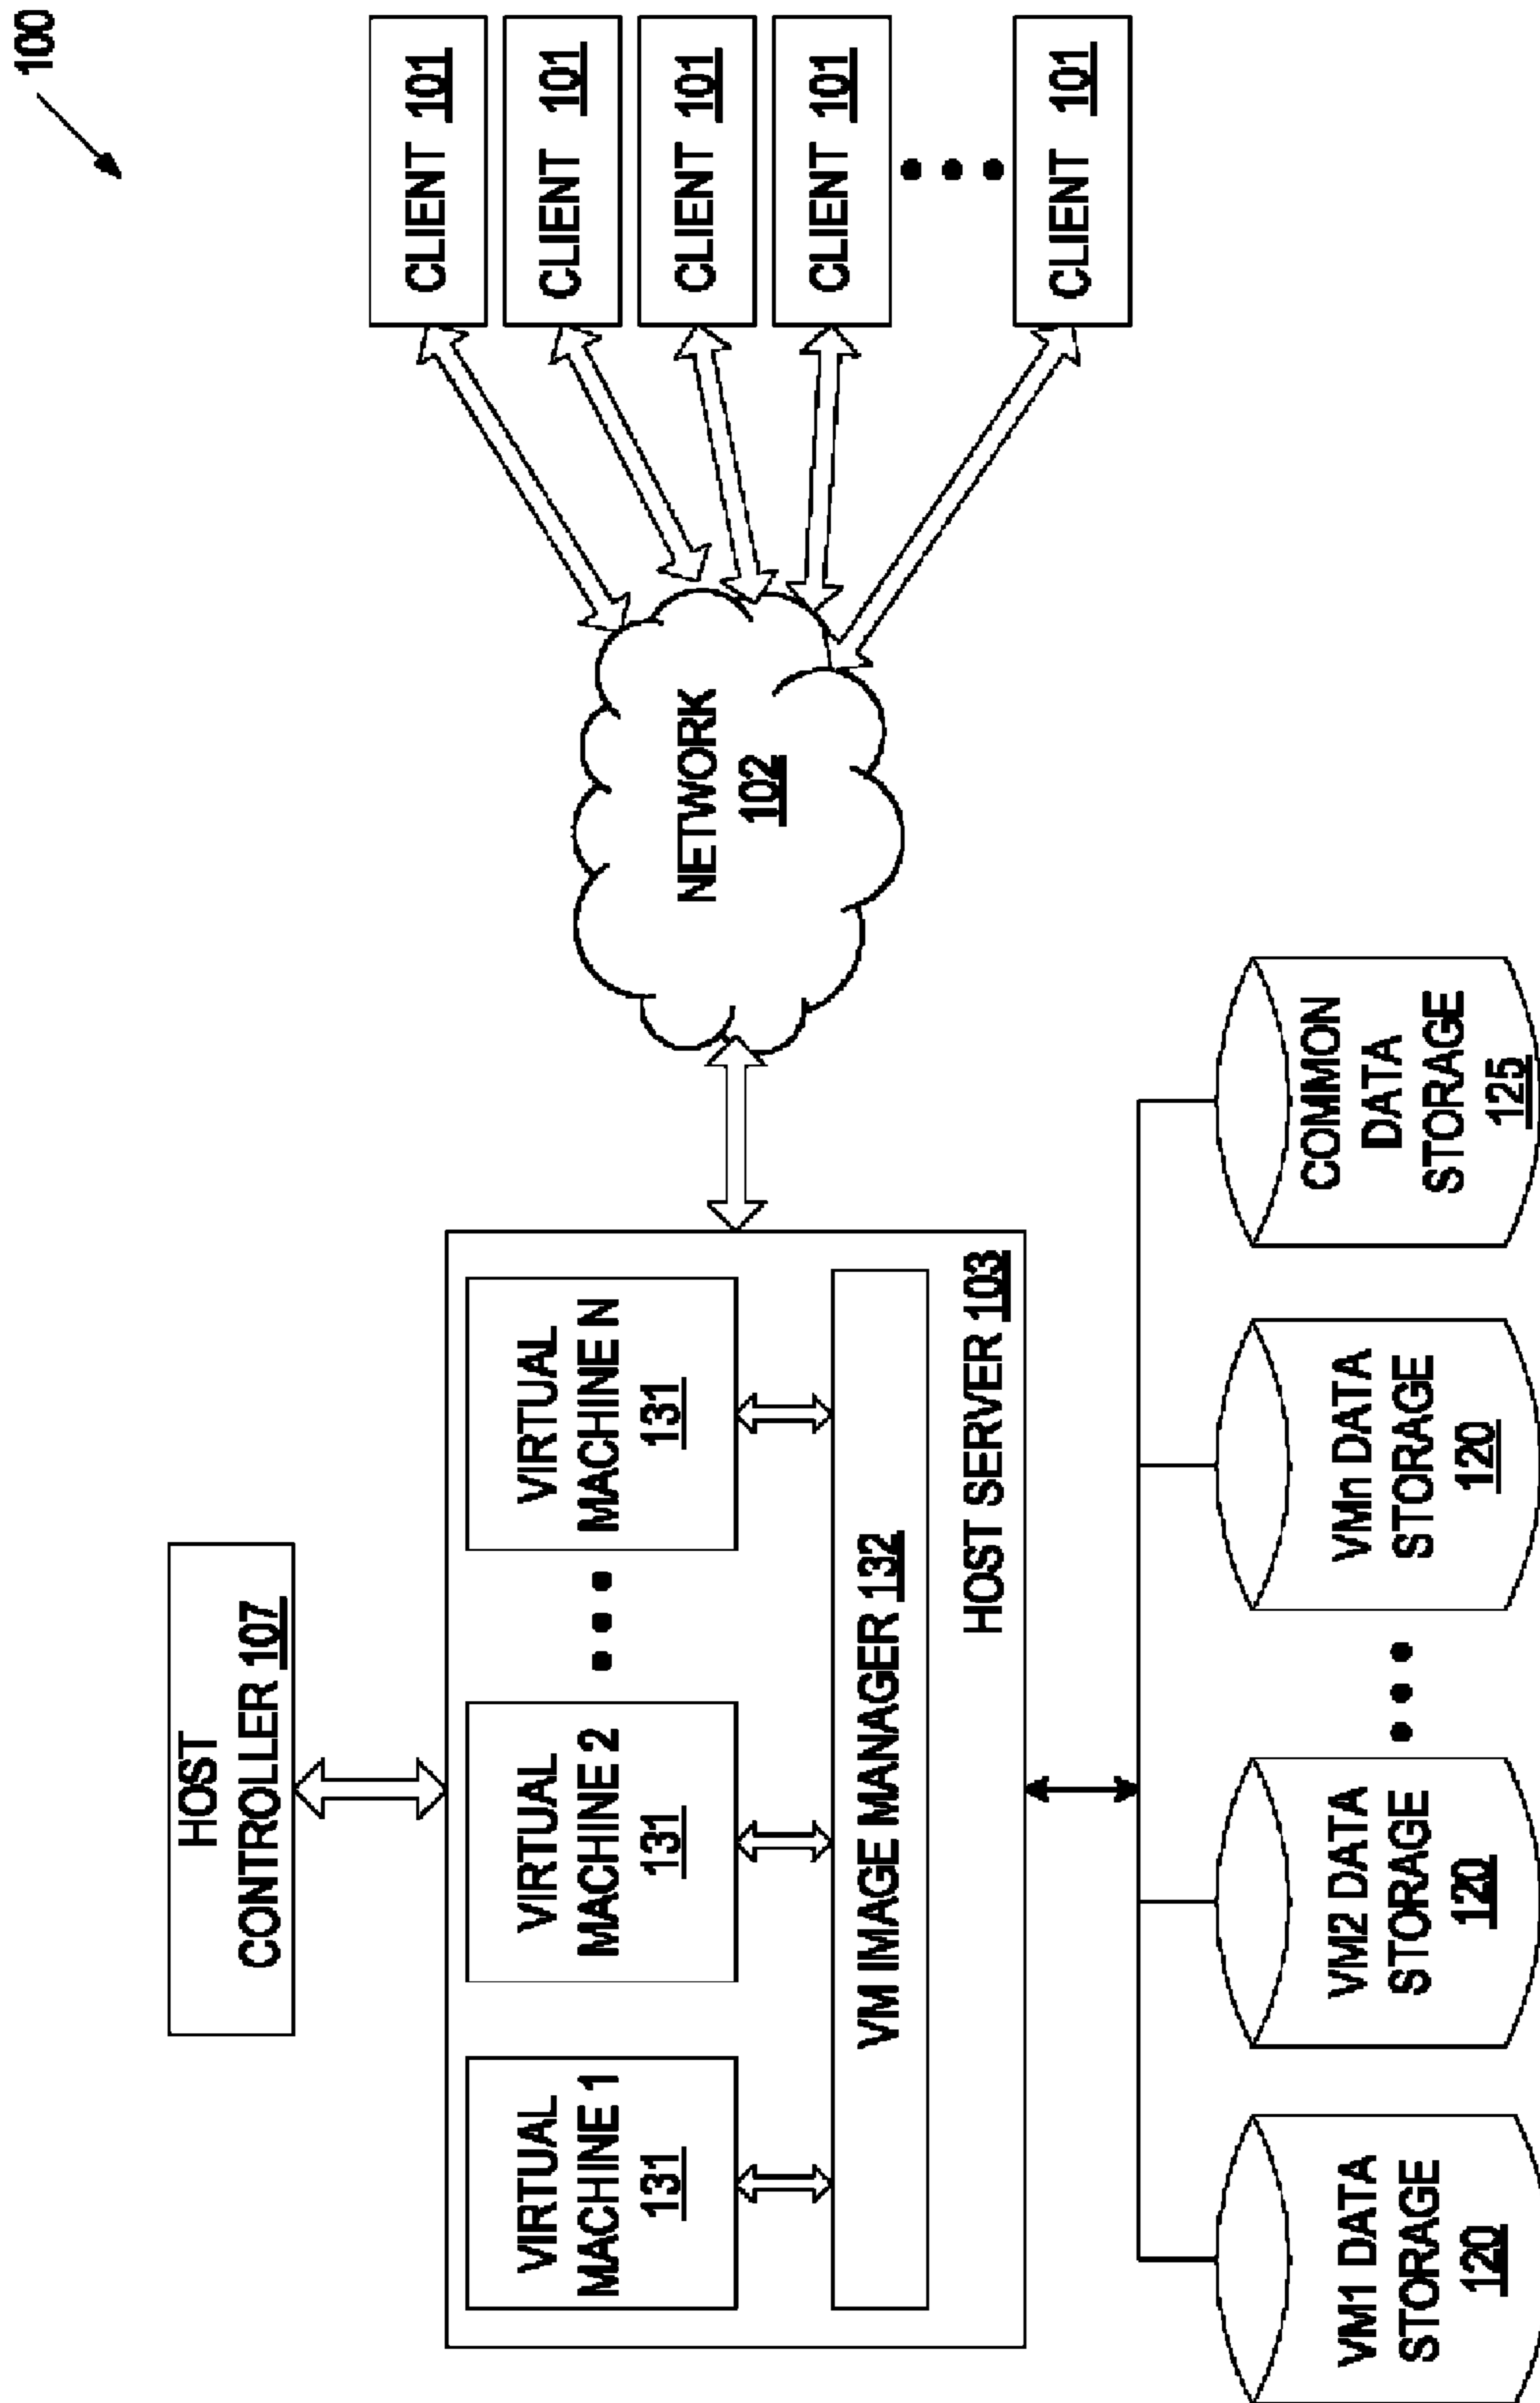 100
HOST
CONTROLLER 107
VIRTUAL
MACHINE 1
131
VIRTUAL
MACHINE 2
131
VIRTUAL
MACHINE N
131
VM IMAGE MANAGER 132
HOST SERVER 103
NETWORK
102
CLIENT 101
CLIENT 101
CLIENT 101
CLIENT 101
CLIENT 101
VM1 DATA
STORAGE
120
VM2 DATA
STORAGE
120
VMn DATA
STORAGE
120
COMMON
DATA
STORAGE
125